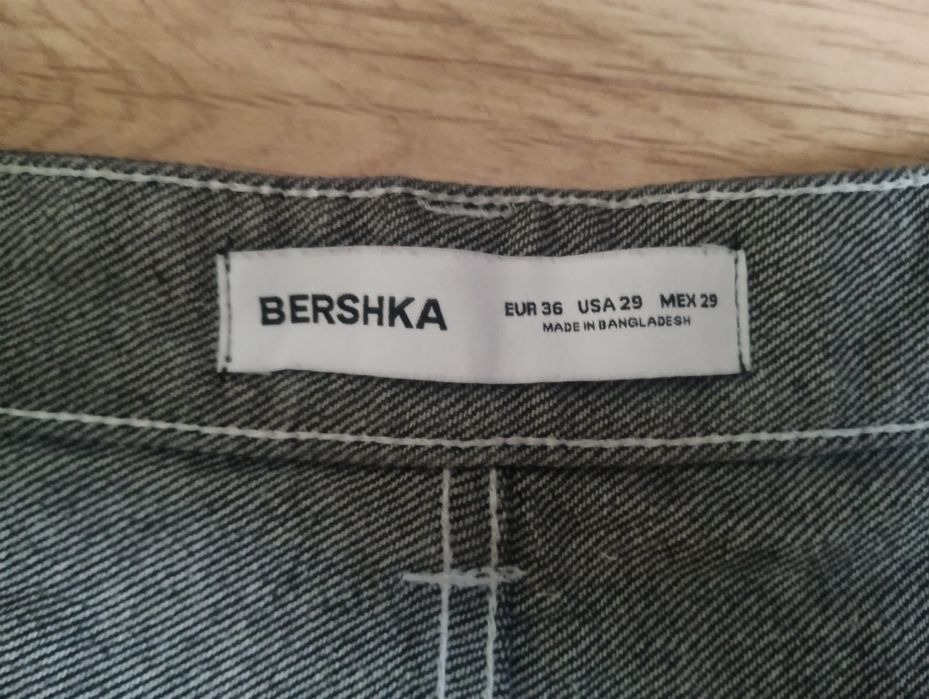 BERSHKA
EUR 36 USA 29 MEX 29
MADE IN BANGLADESH